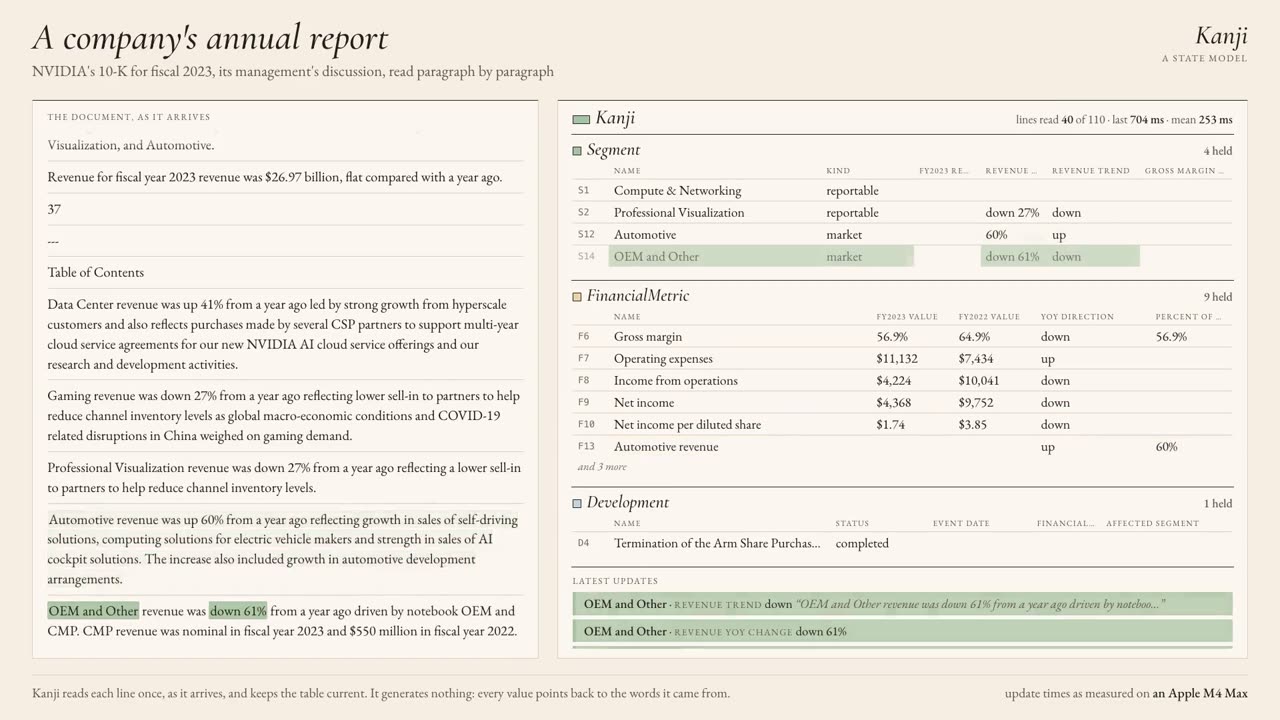 A company's annual report
NVIDIA's 10-K for fiscal 2023, its management's discussion, read paragraph by paragraph
Kanji
A STATE MODEL
THE DOCUMENT, AS IT ARRIVES
Visualization, and Automotive.
Revenue for fiscal year 2023 revenue was $26.97 billion, flat compared with a year ago.
37
---
Table of Contents
Data Center revenue was up 41% from a year ago led by strong growth from hyperscale
customers and also reflects purchases made by several CSP partners to support multi-year
cloud service agreements for our new NVIDIA AI cloud service offerings and our
research and development activities.
Gaming revenue was down 27% from a year ago reflecting lower sell-in to partners to help
reduce channel inventory levels as global macro-economic conditions and COVID-19
related disruptions in China weighed on gaming demand.
Professional Visualization revenue was down 27% from a year ago reflecting a lower sell-in
to partners to help reduce channel inventory levels.
Automotive revenue was up 60% from a year ago reflecting growth in sales of self-driving
solutions, computing solutions for electric vehicle makers and strength in sales of AI
cockpit solutions. The increase also included growth in automotive development
arrangements.
OEM and Other revenue was down 61% from a year ago driven by notebook OEM and
CMP. CMP revenue was nominal in fiscal year 2023 and $550 million in fiscal year 2022.
Kanji lines read 40 of 110 · last 704 ms · mean 253 ms
Segment 4 held
NAME KIND FY2023 RE… REVENUE … REVENUE TREND GROSS MARGIN …
S1 Compute & Networking reportable
S2 Professional Visualization reportable down 27% down
S12 Automotive market 60% up
S14 OEM and Other market down 61% down
FinancialMetric 9 held
NAME FY2023 VALUE FY2022 VALUE YOY DIRECTION PERCENT OF …
F6 Gross margin 56.9% 64.9% down 56.9%
F7 Operating expenses $11,132 $7,434 up
F8 Income from operations $4,224 $10,041 down
F9 Net income $4,368 $9,752 down
F10 Net income per diluted share $1.74 $3.85 down
F13 Automotive revenue up 60%
and 3 more
Development 1 held
NAME STATUS EVENT DATE FINANCIAL… AFFECTED SEGMENT
D4 Termination of the Arm Share Purchas… completed
LATEST UPDATES
OEM and Other · REVENUE TREND down “OEM and Other revenue was down 61% from a year ago driven by noteboo…”
OEM and Other · REVENUE YOY CHANGE down 61%
Kanji reads each line once, as it arrives, and keeps the table current. It generates nothing: every value points back to the words it came from.
update times as measured on an Apple M4 Max